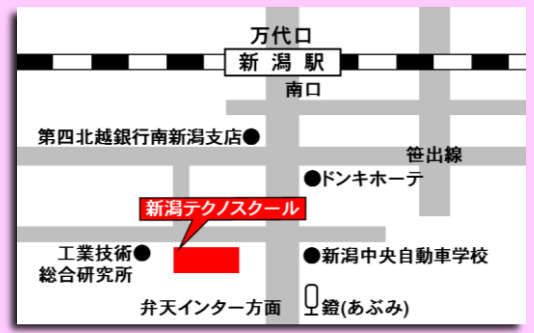 万代口
新潟駅
南口
第四北越銀行南新潟支店●
笹出線
●ドンキホーテ
新潟テクノスクール
工業技術●
総合研究所
●新潟中央自動車学校
弁天インター方面
鐙(あぶみ)